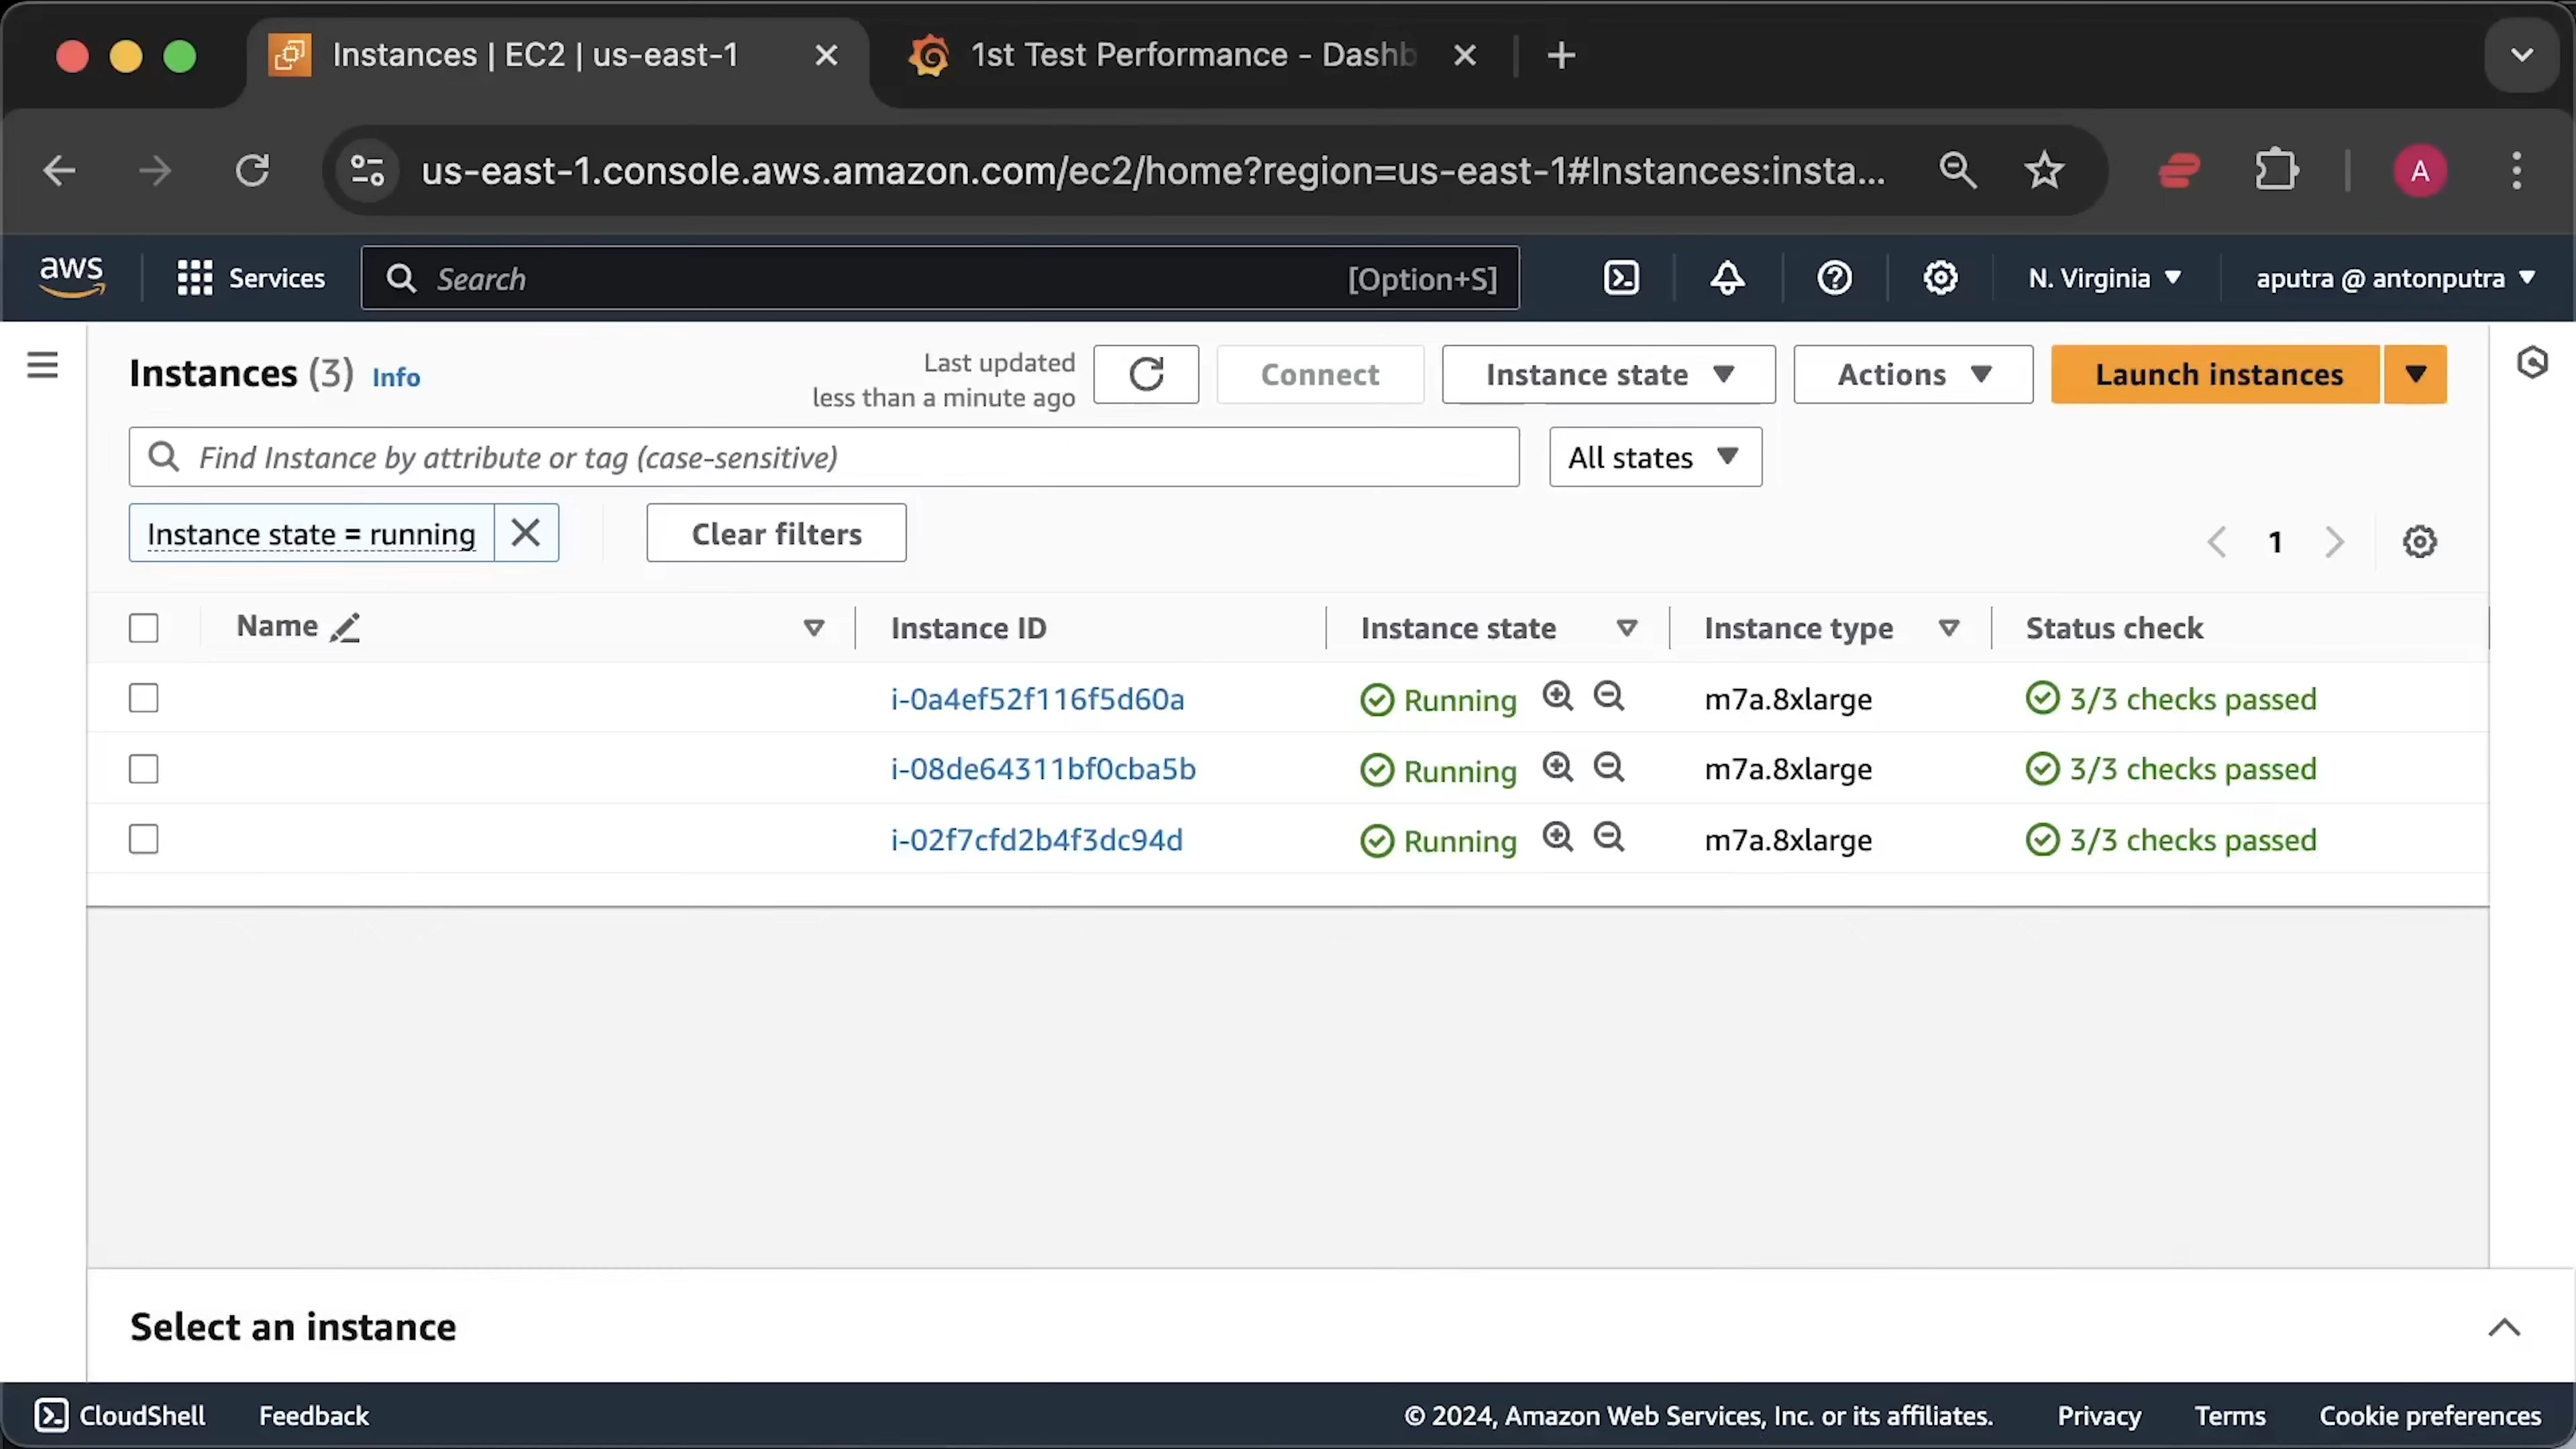 Instances | EC2 | us-east-1
1st Test Performance - Dashb
us-east-1.console.aws.amazon.com/ec2/home?region=us-east-1#Instances:insta...
A
aws
Services
Search
[Option+S]
N. Virginia
aputra @ antonputra
Instances (3) Info
Last updated
less than a minute ago
Connect
Instance state
Actions
Launch instances
Find Instance by attribute or tag (case-sensitive)
All states
Instance state = running
Clear filters
1
Name Instance ID Instance state Instance type Status check
i-0a4ef52f116f5d60a Running m7a.8xlarge 3/3 checks passed
i-08de64311bf0cba5b Running m7a.8xlarge 3/3 checks passed
i-02f7cfd2b4f3dc94d Running m7a.8xlarge 3/3 checks passed
Select an instance
CloudShell Feedback © 2024, Amazon Web Services, Inc. or its affiliates. Privacy Terms Cookie preferences